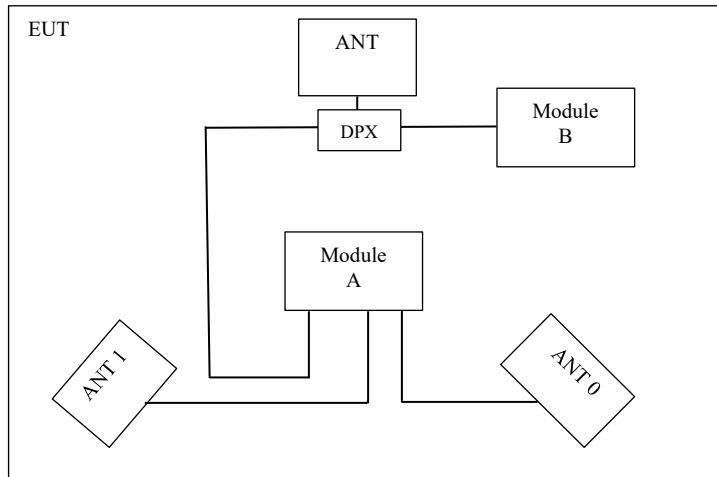 EUT
ANT
DPX
Module
B
Module
A
ANT 1
ANT 0